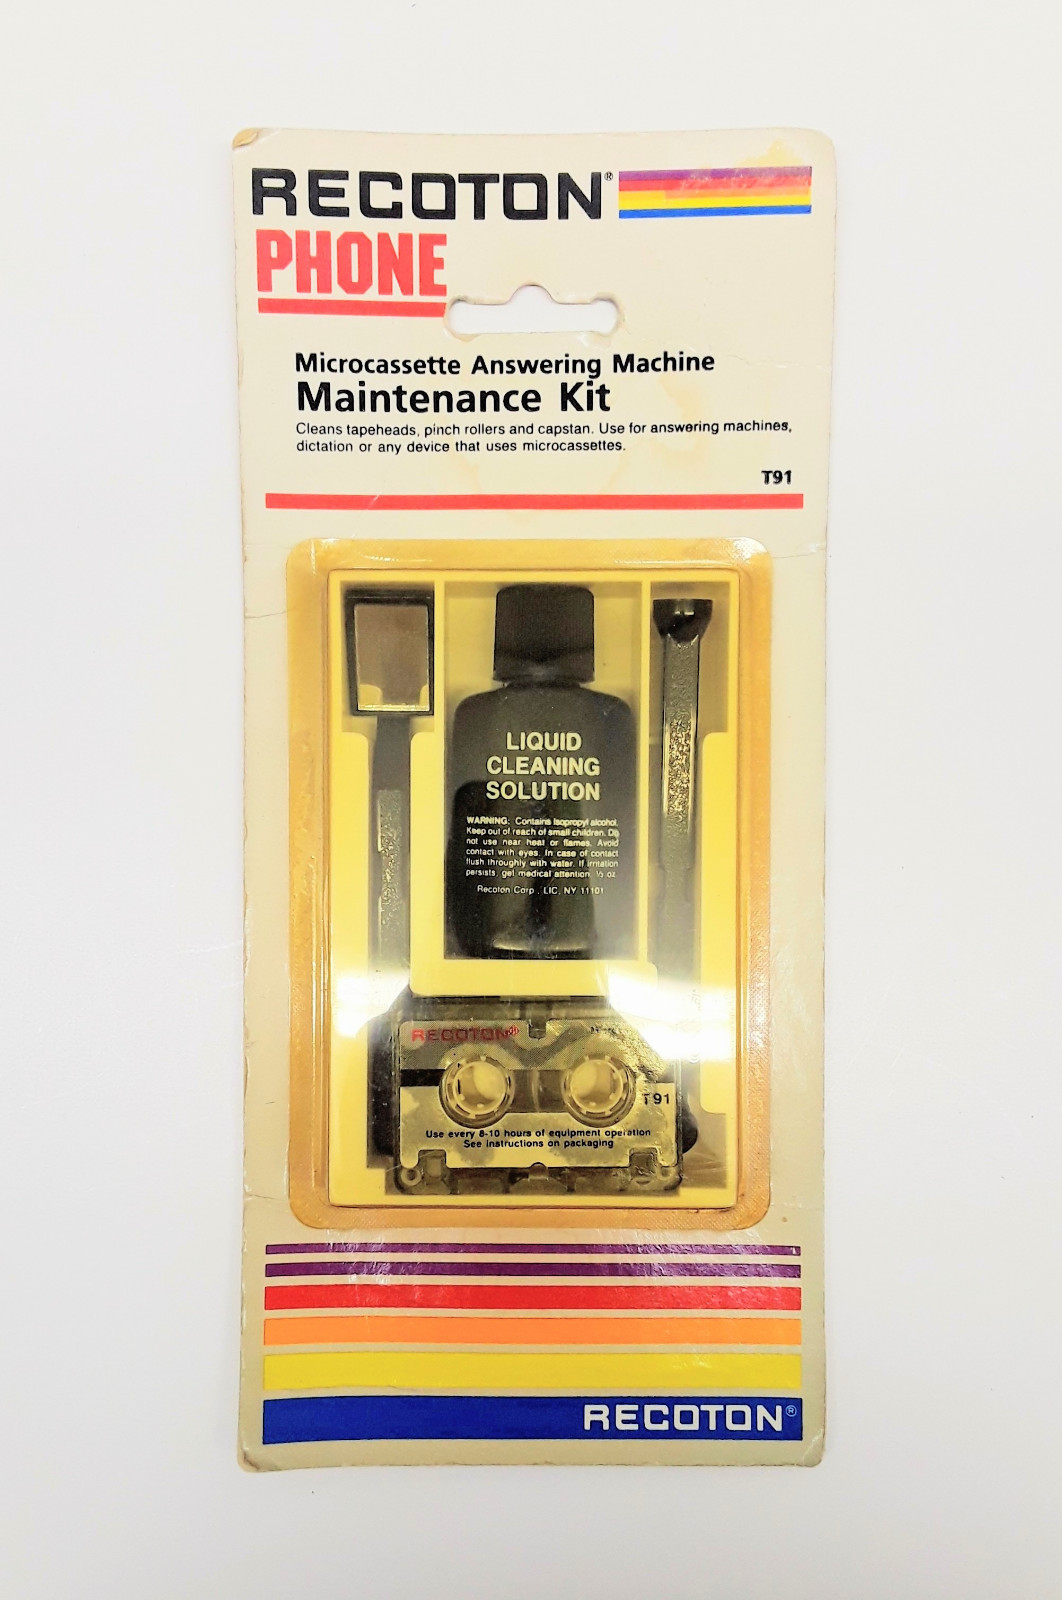 RECOTON®
PHONE
Microcassette Answering Machine
Maintenance Kit
Cleans tapeheads, pinch rollers and capstan. Use for answering machines,
dictation or any device that uses microcassettes.
T91
LIQUID
CLEANING
SOLUTION
WARNING: Contains Isopropyl alcohol.
Keep out of reach of small children. Do
not use near heat or flames. Avoid
contact with eyes. In case of contact
flush throughly with water. If irritation
persists, get medical attention. ½ oz.
Recoton Corp., LIC, NY 11101
RECOTON®
T91
Use every 8-10 hours of equipment operation
See instructions on packaging
RECOTON®